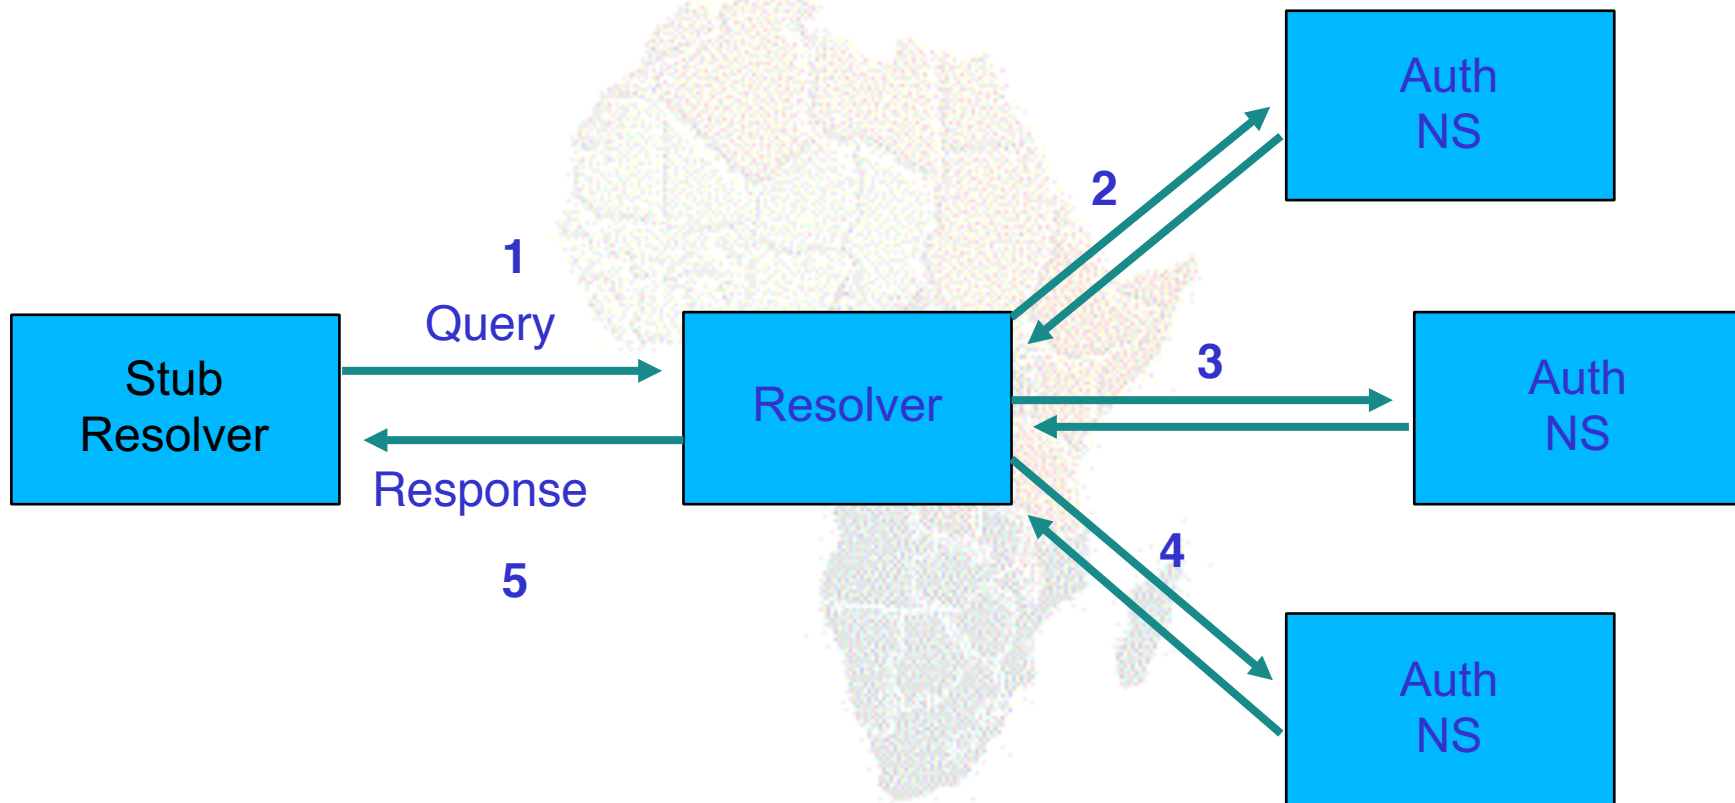 1
Query
Stub
Resolver
Response
5
Resolver
2
3
4
Auth
NS
Auth
NS
Auth
NS